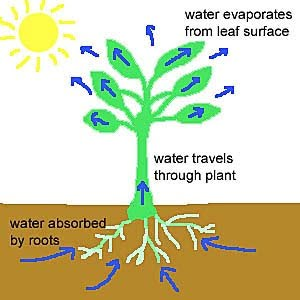 water evaporates
from leaf surface
water travels
through plant
water absorbed
by roots